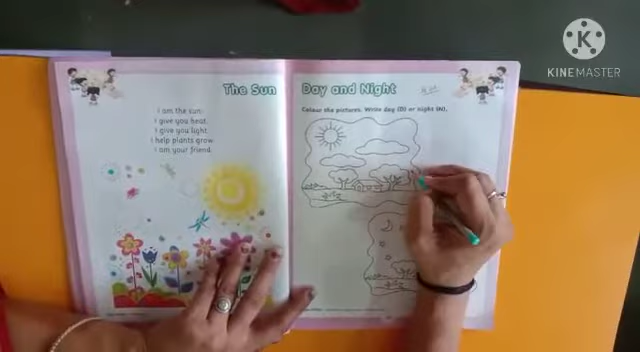 K
KINEMASTER
The Sun
I am the sun.
I give you heat.
I give you light.
I help plants grow.
I am your friend.
Day and Night
Colour the pictures. Write day (D) or night (N).